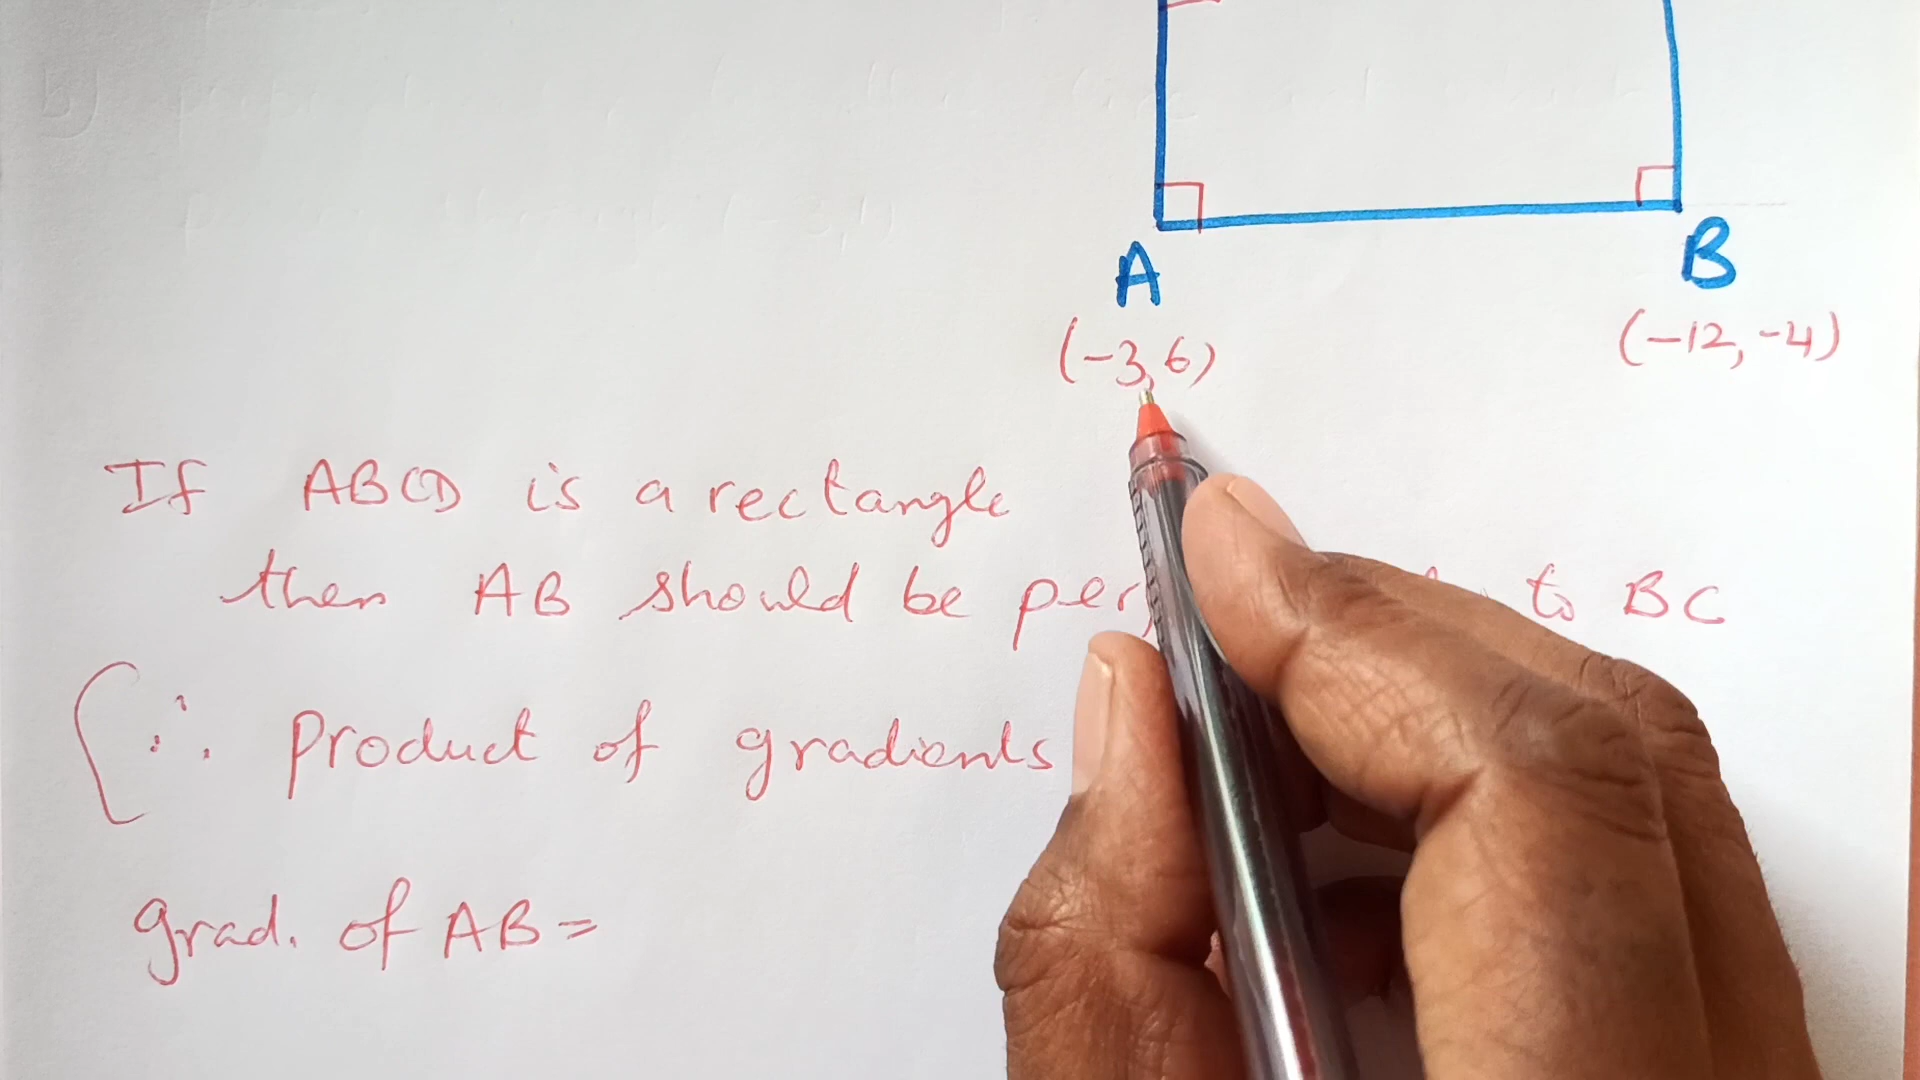 A B
(-3,6) (-12,-4)
If ABCD is a rectangle
then AB should be to BC
∴ product of gradients
grad. of AB =